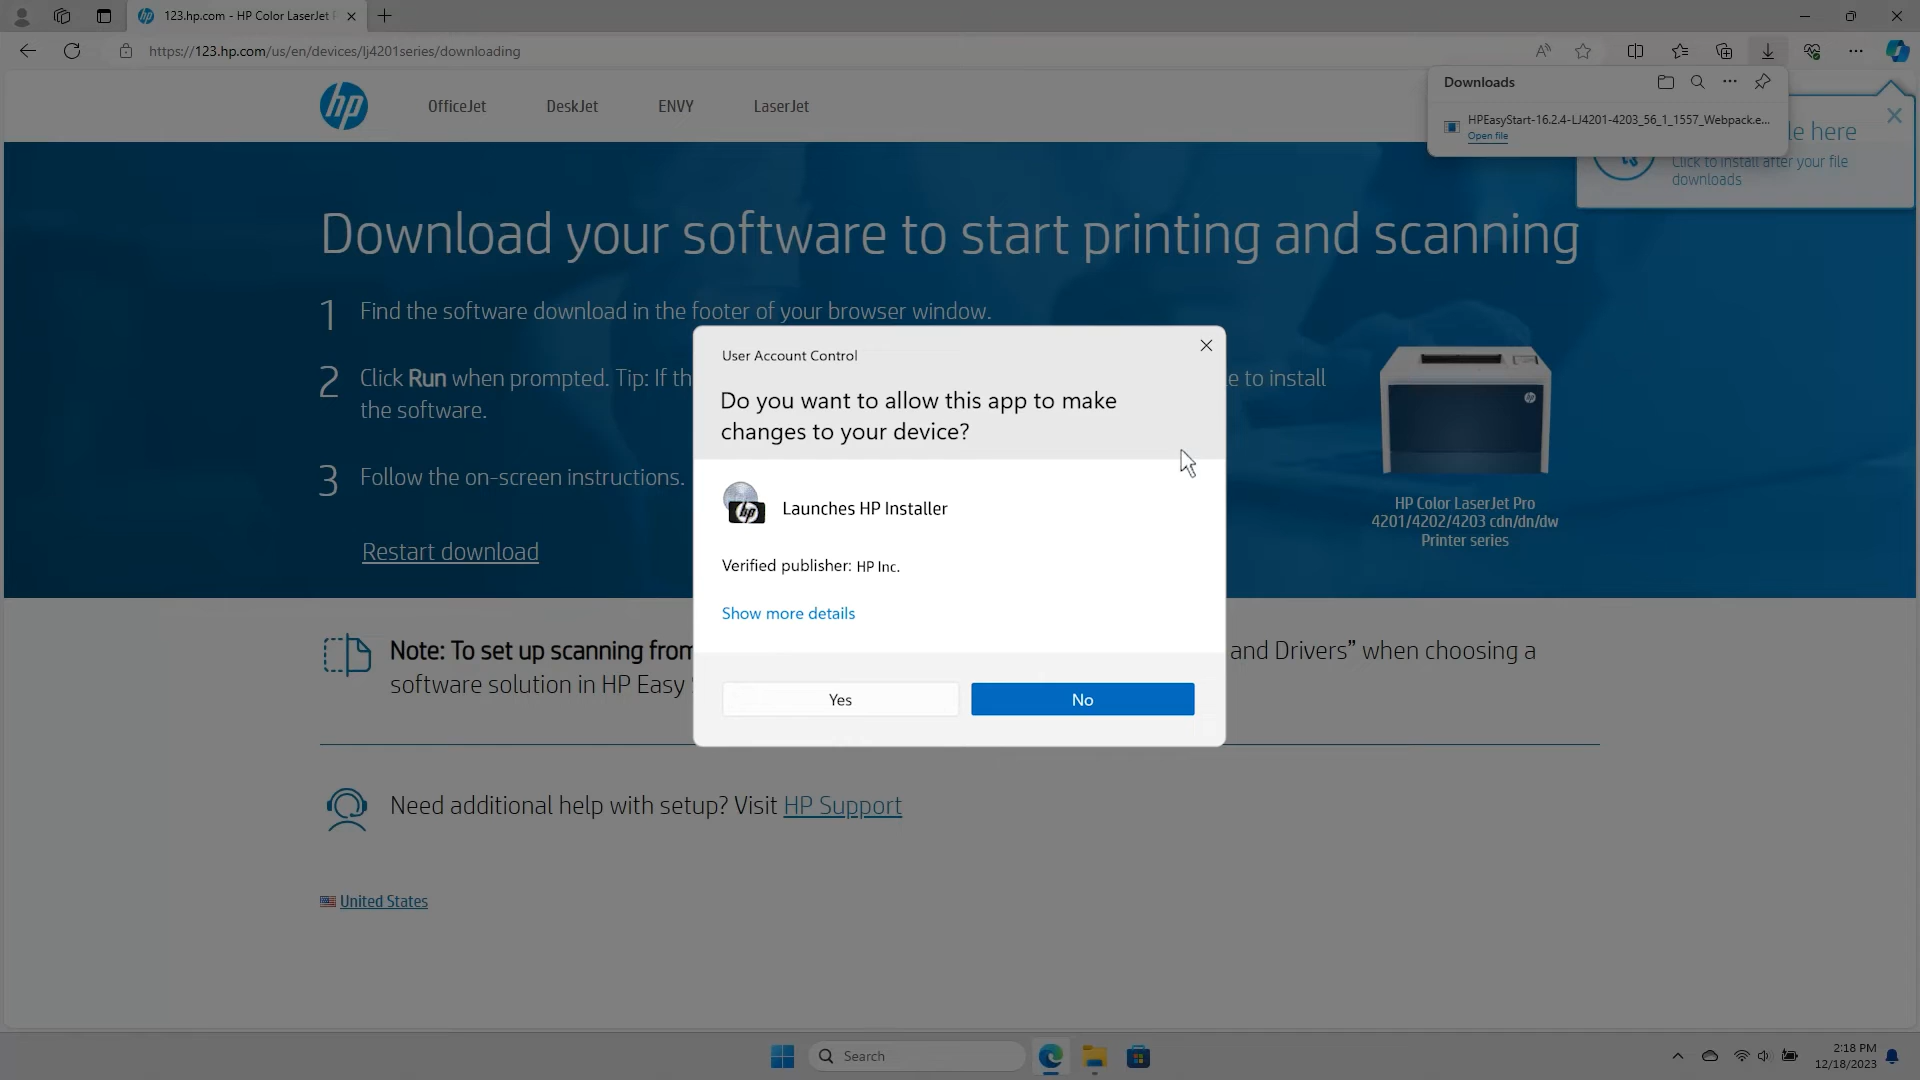 123.hp.com - HP Color LaserJet
https://123.hp.com/us/en/devices/lj4201series/downloading
Downloads
HPEasyStart-16.2.4-LJ4201-4203_56_1_1557_Webpack.e...
Open file
hp
OfficeJet
DeskJet
ENVY
LaserJet
le here
Click to install after your file
downloads
Download your software to start printing and scanning
1 Find the software download in the footer of your browser window.
2 Click Run when prompted. Tip: If th
e to install
the software.
3 Follow the on-screen instructions.
Restart download
HP Color LaserJet Pro
4201/4202/4203 cdn/dn/dw
Printer series
User Account Control
Do you want to allow this app to make
changes to your device?
hp
Launches HP Installer
Verified publisher: HP Inc.
Show more details
Yes
No
Note: To set up scanning from
and Drivers” when choosing a
software solution in HP Easy
Need additional help with setup? Visit HP Support
United States
Search
2:18 PM
12/18/2023